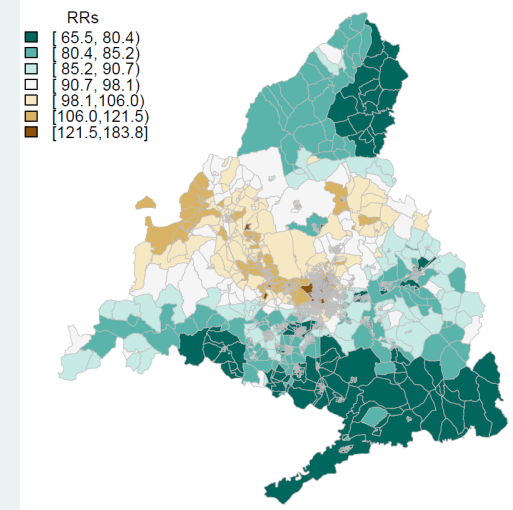 RRs
[ 65.5, 80.4)
[ 80.4, 85.2)
[ 85.2, 90.7)
[ 90.7, 98.1)
[ 98.1,106.0)
[106.0,121.5)
[121.5,183.8]